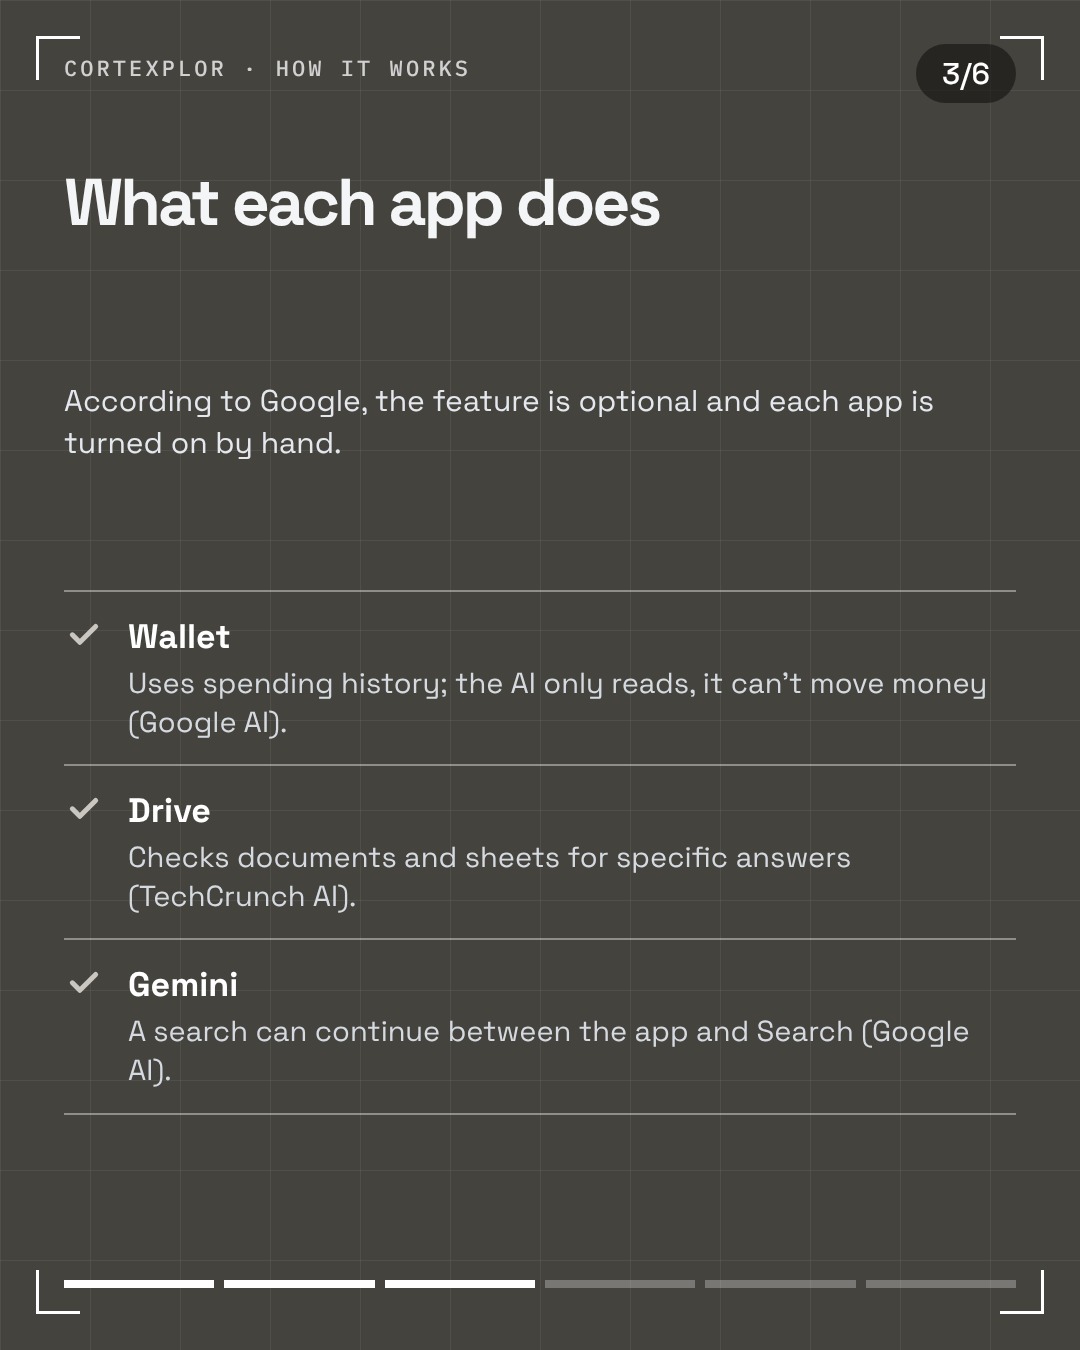 CORTEXPLOR · HOW IT WORKS
3/6
What each app does
According to Google, the feature is optional and each app is
turned on by hand.
Wallet
Uses spending history; the AI only reads, it can’t move money
(Google AI).
Drive
Checks documents and sheets for specific answers
(TechCrunch AI).
Gemini
A search can continue between the app and Search (Google
AI).